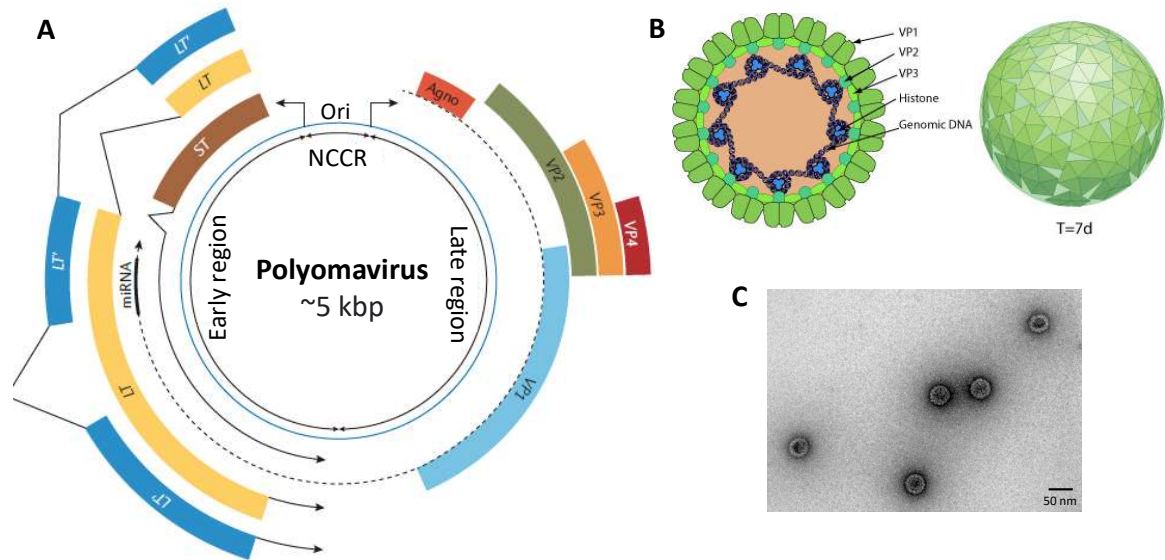 A
LT'
LT
ST
Ori
NCCR
Agno
VP2
VP3
VP4
LT'
miRNA
Early region
Polyomavirus
~5 kbp
Late region
LT
VP1
LT'
B
VP1
VP2
VP3
Histone
Genomic DNA
T=7d
C
50 nm